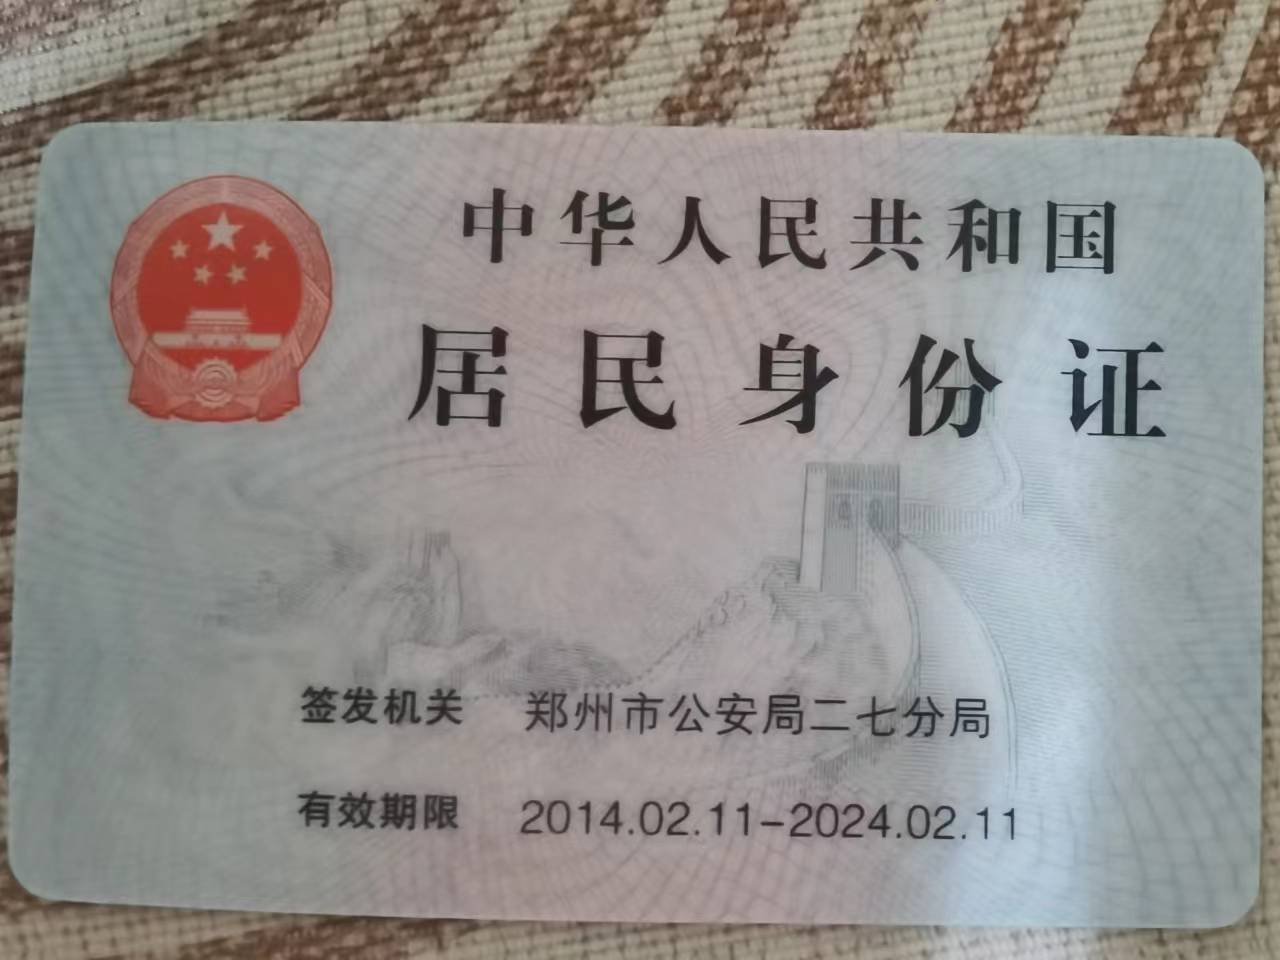 中华人民共和国
居民身份证
签发机关 郑州市公安局二七分局
有效期限 2014.02.11-2024.02.11